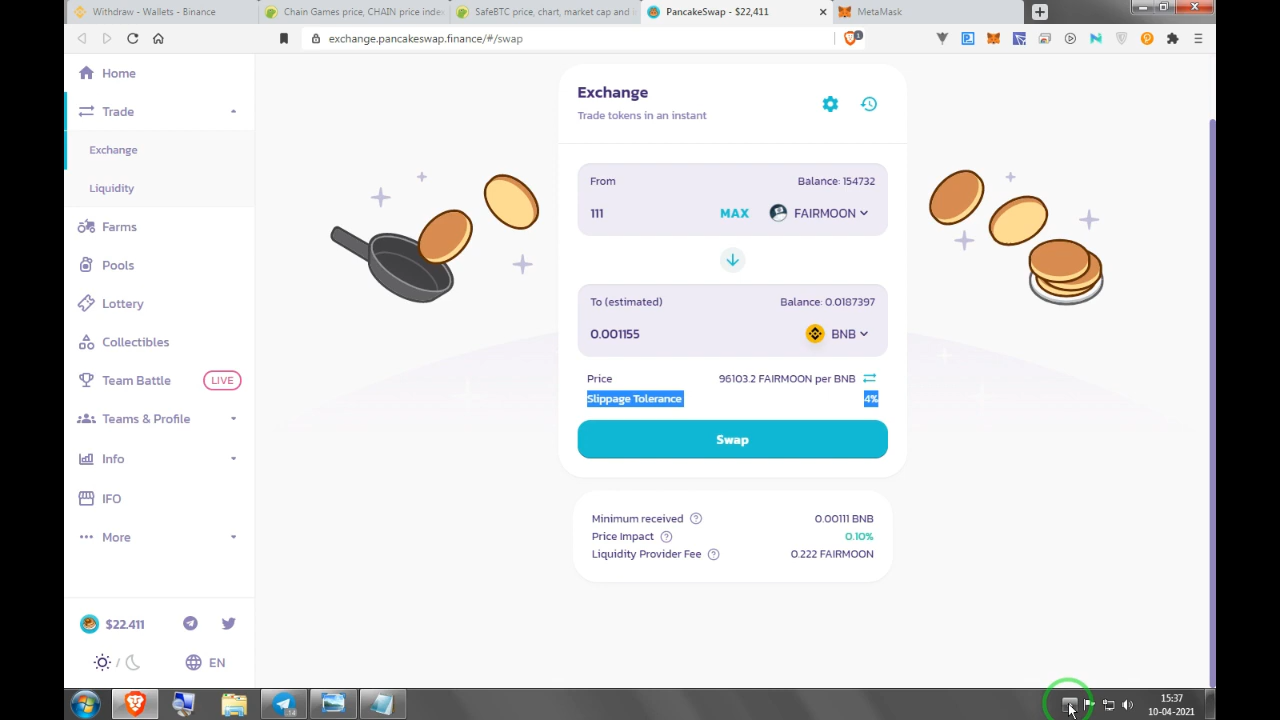 Withdraw - Wallets - Binance
Chain Games price, CHAIN price index
SafeBTC price, chart, market cap and i
PancakeSwap - $22,411
MetaMask
exchange.pancakeswap.finance/#/swap
1
Home
Trade
Exchange
Liquidity
Farms
Pools
Lottery
Collectibles
Team Battle LIVE
Teams & Profile
Info
IFO
More
$22.411
/
EN
Exchange
Trade tokens in an instant
From Balance: 154732
111 MAX FAIRMOON
To (estimated) Balance: 0.0187397
0.001155 BNB
Price 96103.2 FAIRMOON per BNB
Slippage Tolerance 4%
Swap
Minimum received 0.00111 BNB
Price Impact 0.10%
Liquidity Provider Fee 0.222 FAIRMOON
15:37
10-04-2021